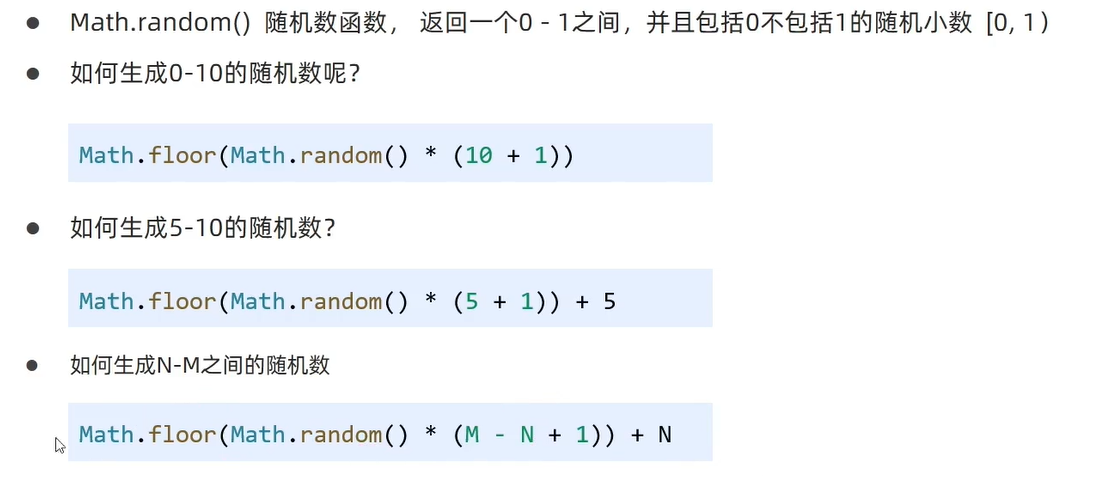 ● Math.random() 随机数函数， 返回一个0 - 1之间，并且包括0不包括1的随机小数 [0, 1）
● 如何生成0-10的随机数呢？
Math.floor(Math.random() * (10 + 1))
● 如何生成5-10的随机数？
Math.floor(Math.random() * (5 + 1)) + 5
● 如何生成N-M之间的随机数
Math.floor(Math.random() * (M - N + 1)) + N